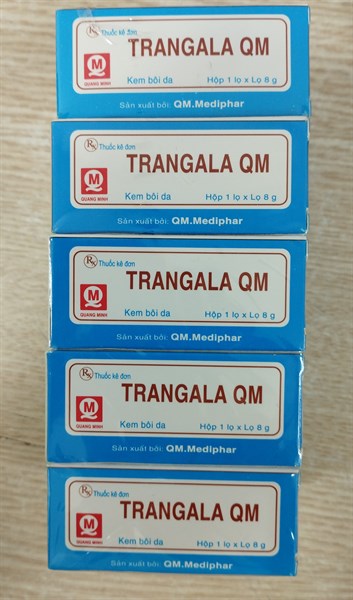 Rx Thuốc kê đơn
TRANGALA QM
QM
QUANG MINH
Kem bôi da Hộp 1 lọ x Lọ 8 g
Sản xuất bởi: QM.Mediphar
Rx Thuốc kê đơn
TRANGALA QM
QM
QUANG MINH
Kem bôi da Hộp 1 lọ x Lọ 8 g
Sản xuất bởi: QM.Mediphar
Rx Thuốc kê đơn
TRANGALA QM
QM
QUANG MINH
Kem bôi da Hộp 1 lọ x Lọ 8 g
Sản xuất bởi: QM.Mediphar
Rx Thuốc kê đơn
TRANGALA QM
QM
QUANG MINH
Kem bôi da Hộp 1 lọ x Lọ 8 g
Sản xuất bởi: QM.Mediphar
Rx Thuốc kê đơn
TRANGALA QM
QM
QUANG MINH
Kem bôi da Hộp 1 lọ x Lọ 8 g
Sản xuất bởi: QM.Mediphar